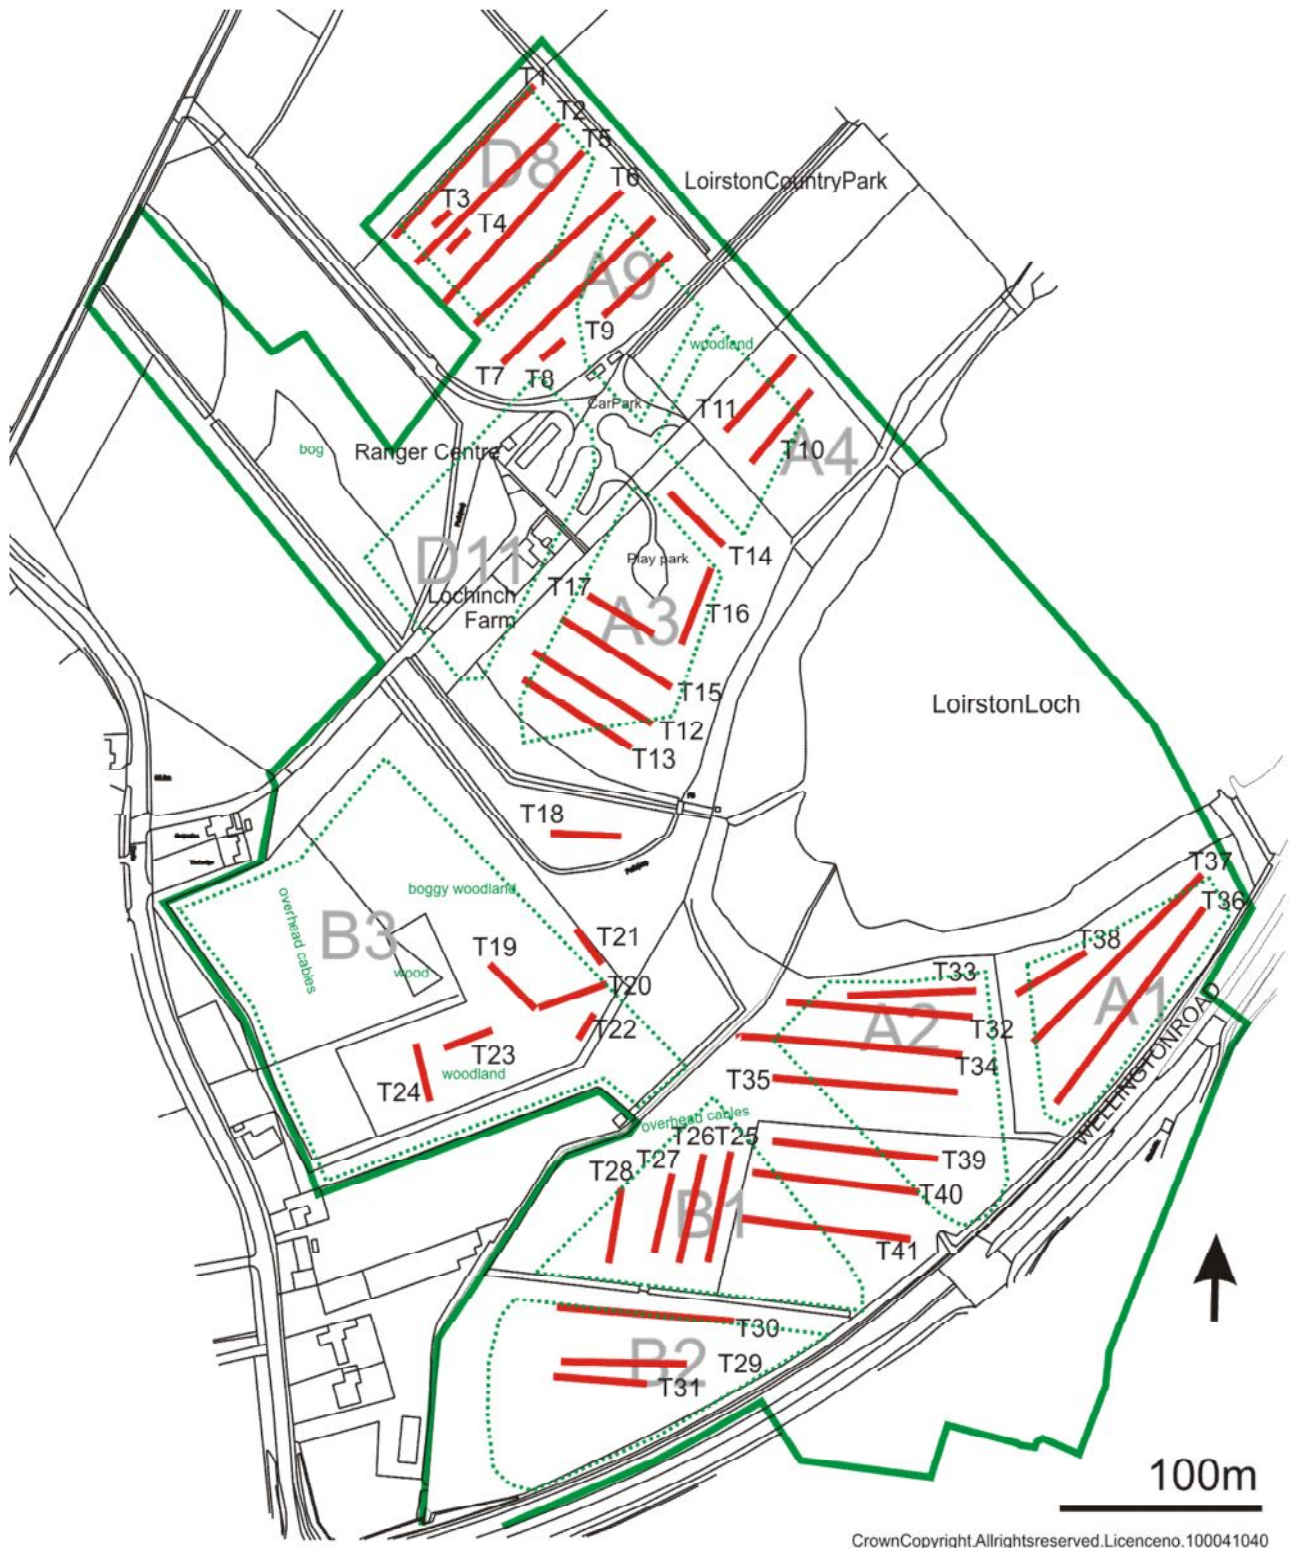 T1
T2
T5
D8
T6
LoirstonCountryPark
T3
T4
A9
T9
woodland
T7
T8
CarPark
T11
bog
Ranger Centre
T10
A4
D11
T14
Play park
T17
Lochinch
Farm
A3
T16
T15
LoirstonLoch
T12
T13
T18
T37
boggy woodland
T36
overhead cables
B3
T21
T38
T19
wood
T20
T33
A1
A2
T22
T32
T23
woodland
T34
T24
T35
WELLINGTONROAD
overhead cables
T26
T25
T27
T28
T39
T40
B1
T41
T30
B2
T29
T31
100m
CrownCopyright.Allrightsreserved.Licenceno.100041040